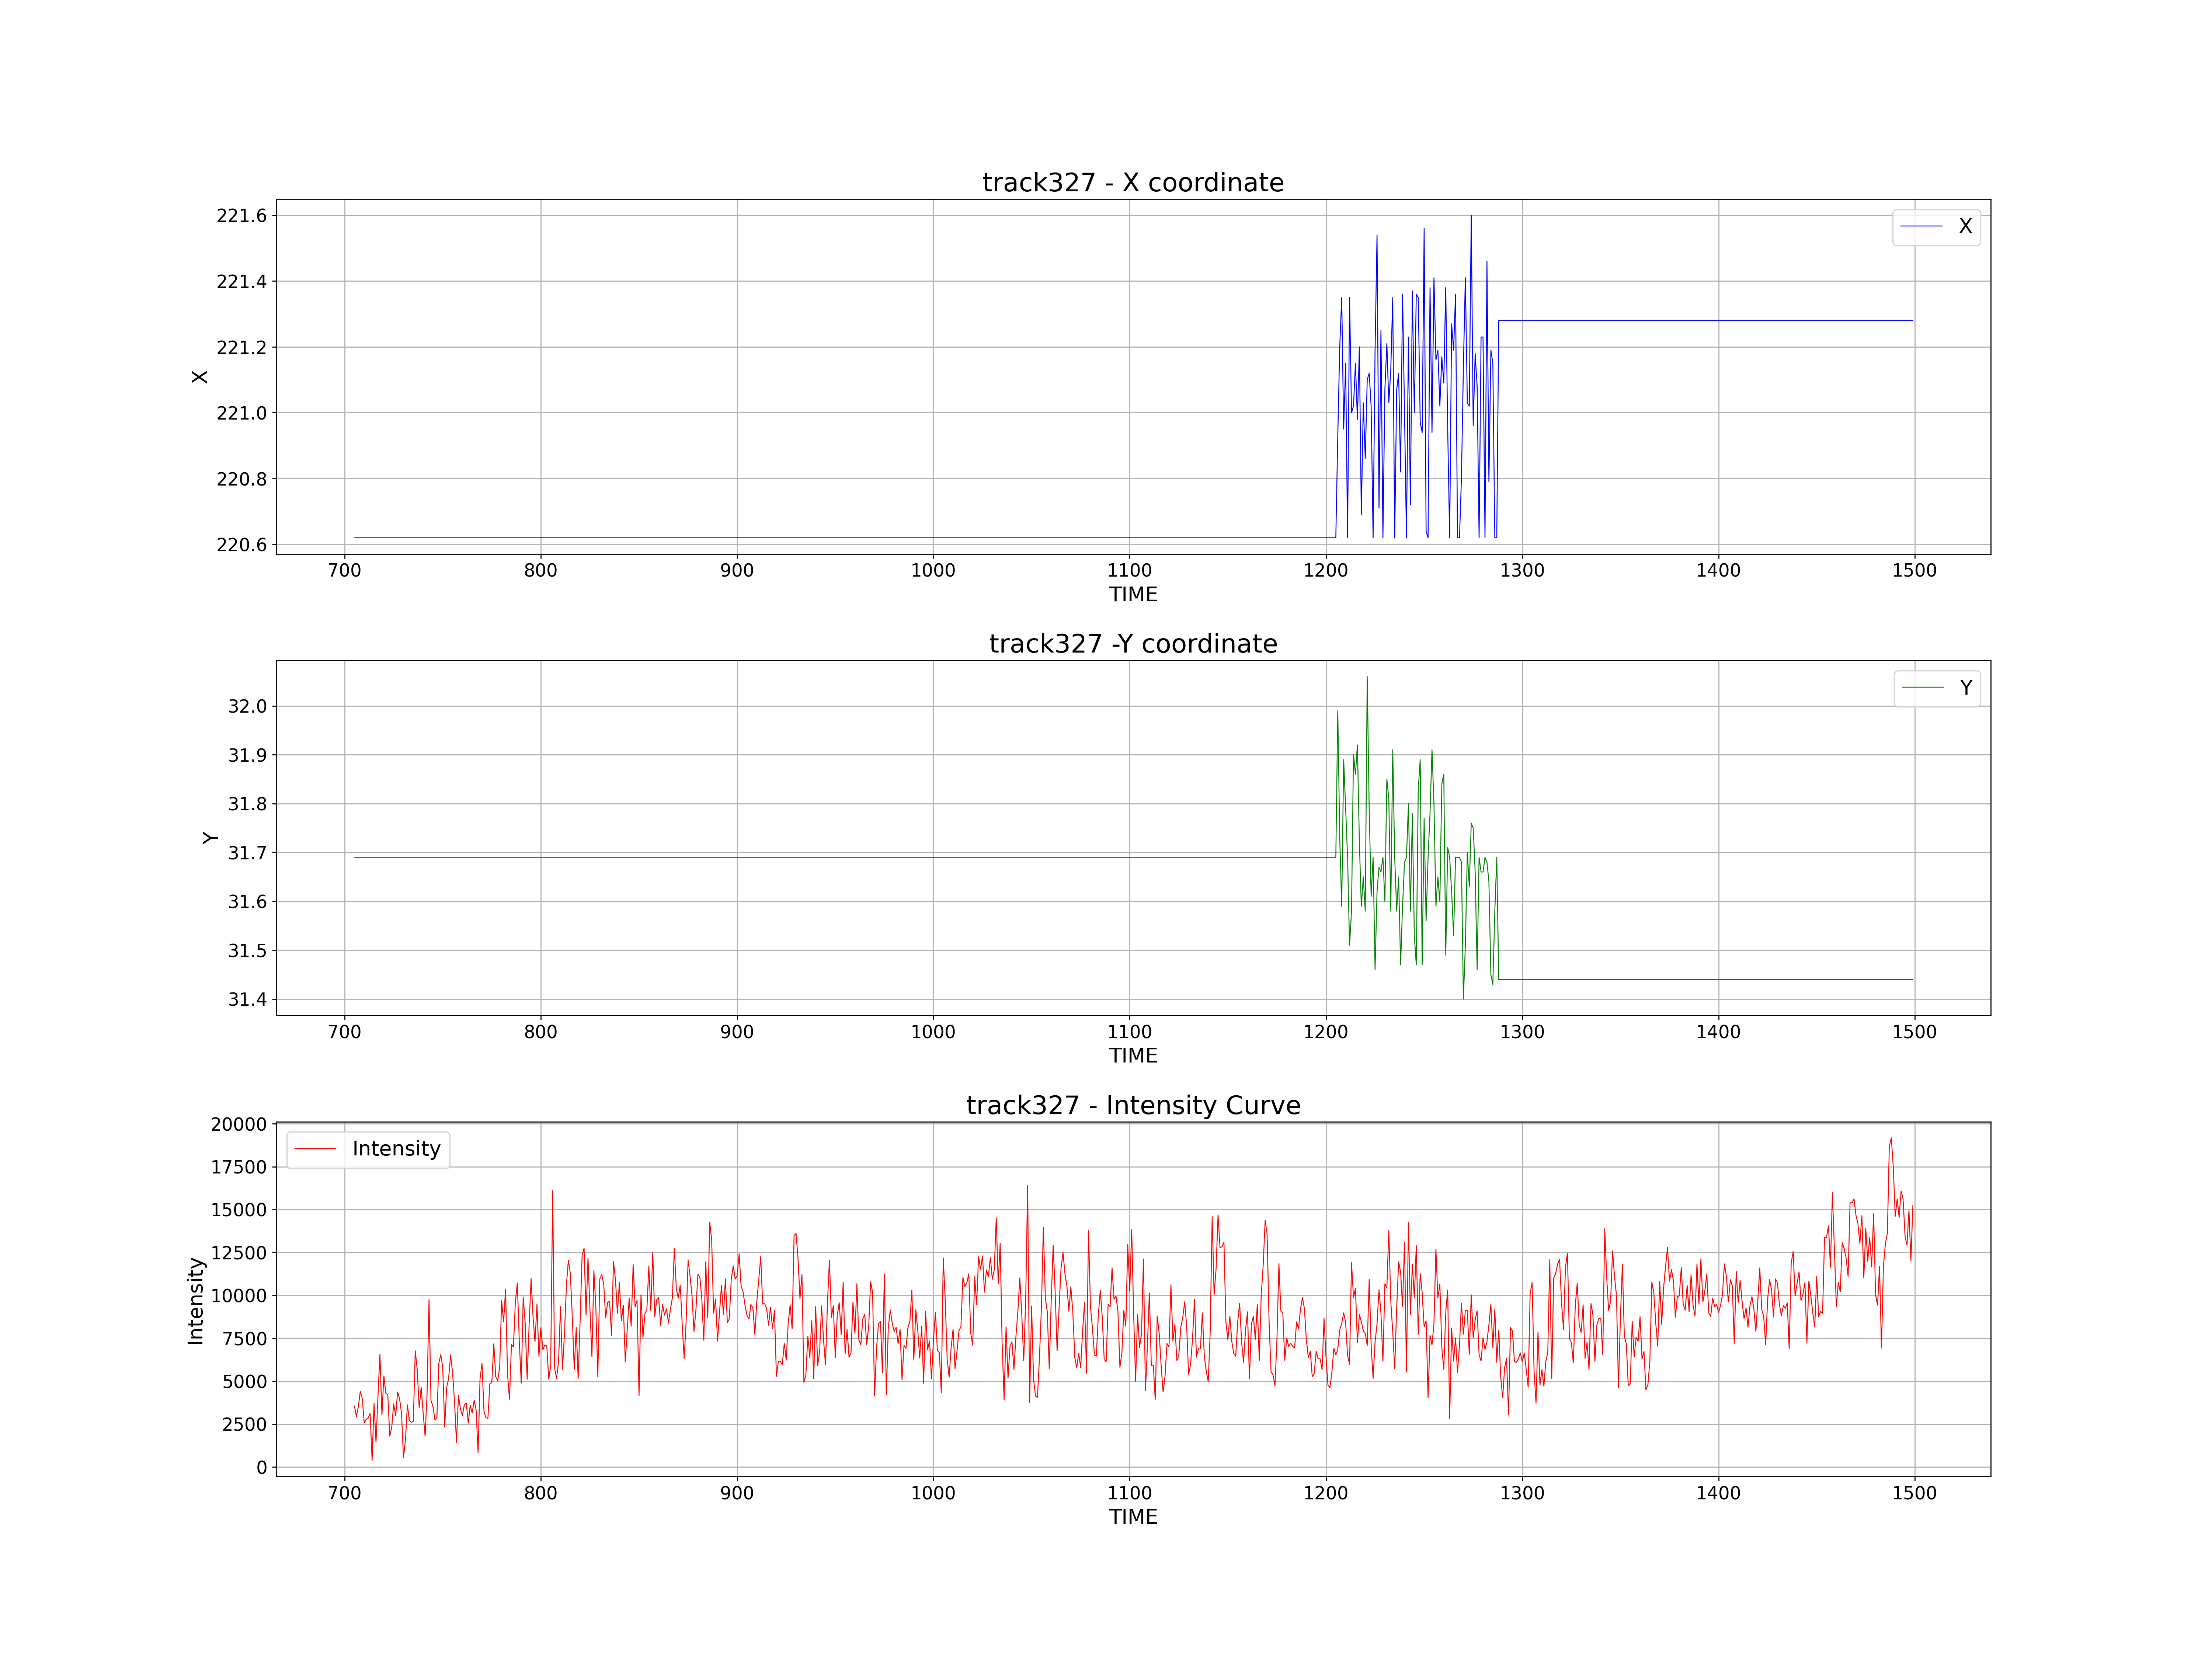 track327 - X coordinate
221.6
221.4
221.2
221.0
220.8
220.6
X
X
700 800 900 1000 1100 1200 1300 1400 1500
TIME
track327 -Y coordinate
32.0
31.9
31.8
31.7
31.6
31.5
31.4
Y
Y
700 800 900 1000 1100 1200 1300 1400 1500
TIME
track327 - Intensity Curve
20000
17500
15000
12500
10000
7500
5000
2500
0
Intensity
Intensity
700 800 900 1000 1100 1200 1300 1400 1500
TIME